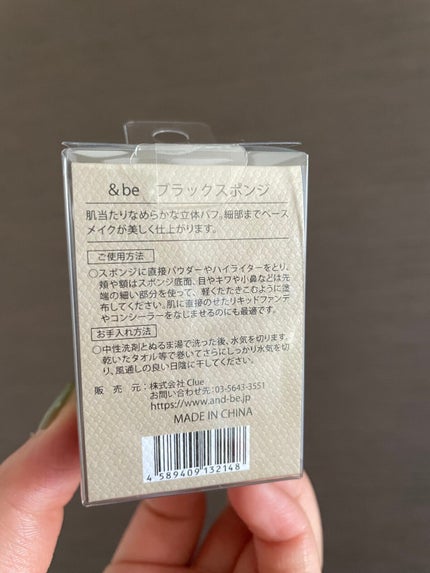 &be ブラックスポンジ
肌当たりなめらかな立体パフ。細部までベース
メイクが美しく仕上がります。
ご使用方法
○スポンジに直接パウダーやハイライターをとり、
頬や額はスポンジ底面、目やキワや小鼻などは先
端の細い部分を使って、軽くたたきこむように塗
布してください。肌に直接のせたリキッドファンデ
やコンシーラーをなじませるのにも最適です。
お手入れ方法
○中性洗剤とぬるま湯で洗った後、水気を切ります。
乾いたタオル等で巻いてさらにしっかり水気を切
り、風通しの良い日陰に干してください。
販 売 元：株式会社 Clue
お問い合わせ先：03-5643-3551
https://www.and-be.jp
MADE IN CHINA
4 589409 132148